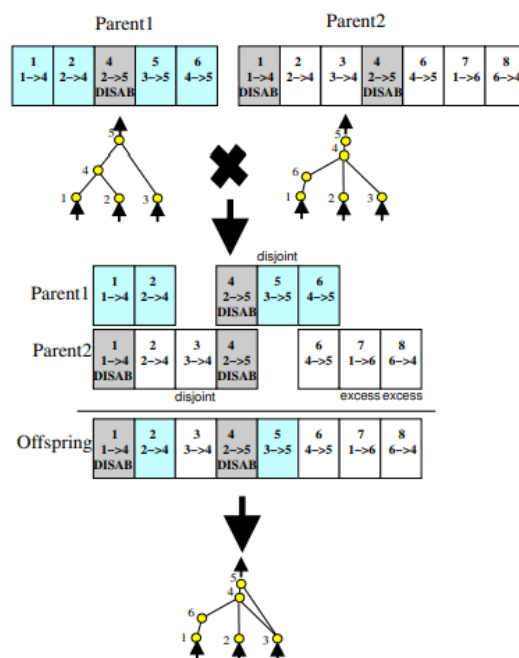 Parent1 Parent2
1 2 4 5 6
1->4 2->4 2->5 3->5 4->5
DISAB
1 2 3 4 6 7 8
1->4 2->4 3->4 2->5 4->5 1->6 6->4
DISAB DISAB
5
4
1 2 3
5
4
6
1 2 3
disjoint
Parent1
1 2 4 5 6
1->4 2->4 2->5 3->5 4->5
DISAB
Parent2
1 2 3 4 6 7 8
1->4 2->4 3->4 2->5 4->5 1->6 6->4
DISAB DISAB
disjoint excess excess
Offspring
1 2 3 4 5 6 7 8
1->4 2->4 3->4 2->5 3->5 4->5 1->6 6->4
DISAB DISAB
5
4
6
1 2 3